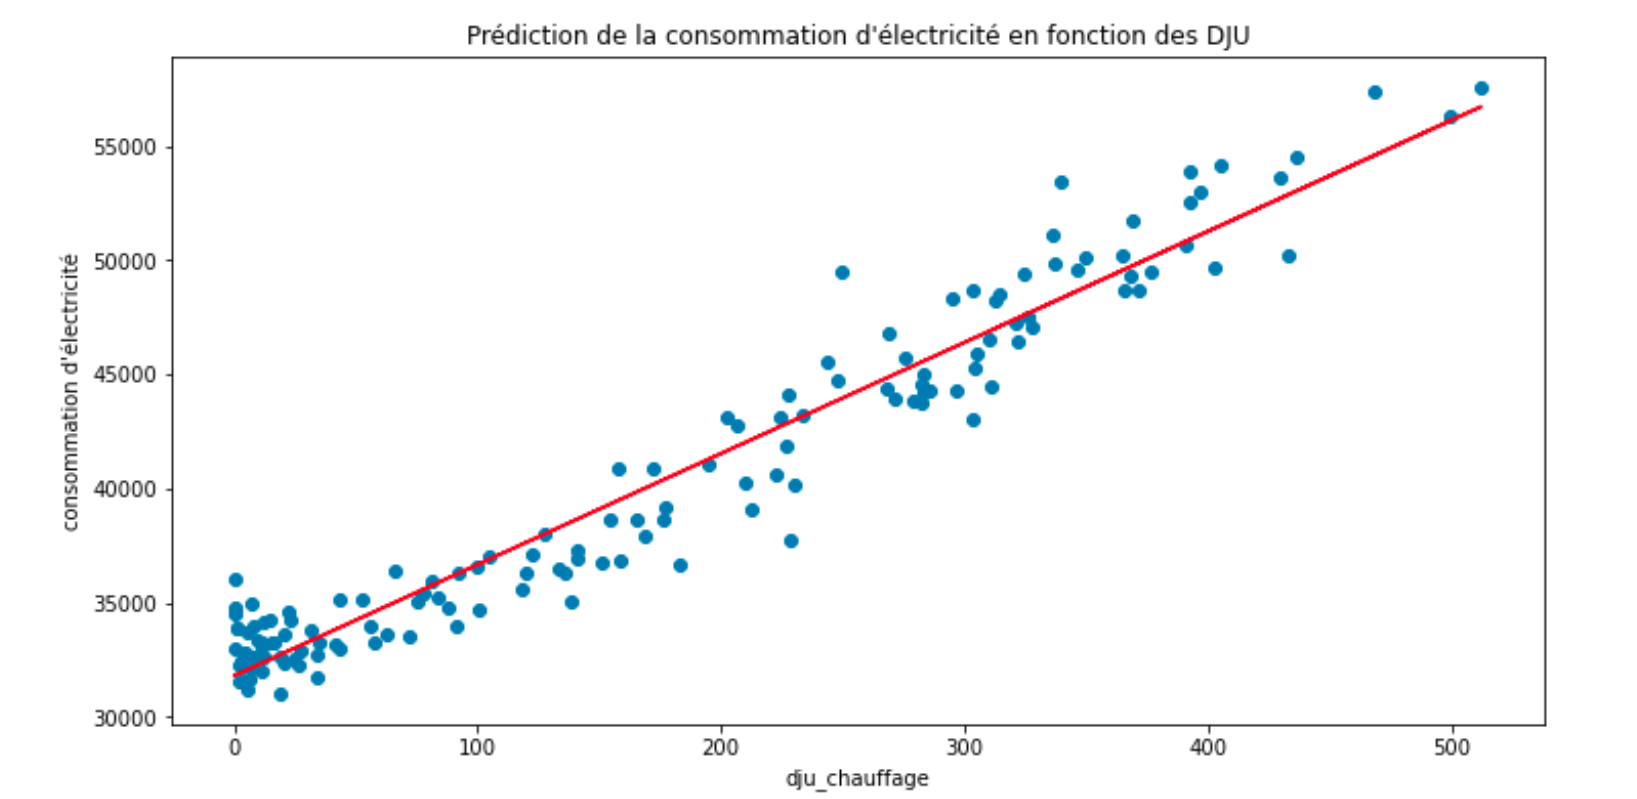 Prédiction de la consommation d'électricité en fonction des DJU
55000
50000
45000
40000
35000
30000
consommation d'électricité
0 100 200 300 400 500
dju_chauffage